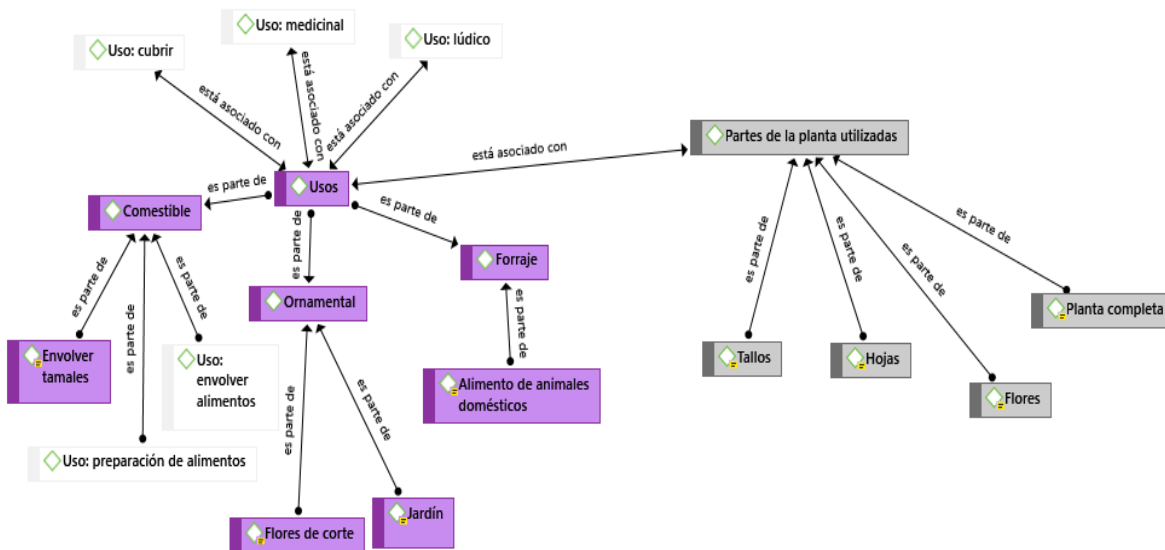 Uso: medicinal
Uso: cubrir
Uso: lúdico
está asociado con
está asociado con
está asociado con
Partes de la planta utilizadas
está asociado con
Usos
es parte de
Comestible
es parte de
es parte de
Forraje
Ornamental
es parte de
es parte de
es parte de
es parte de
es parte de
es parte de
es parte de
es parte de
es parte de
Planta completa
Envolver
tamales
Uso:
envolver
alimentos
Tallos
Hojas
Alimento de animales
domésticos
Flores
es parte de
es parte de
Uso: preparación de alimentos
Jardín
Flores de corte